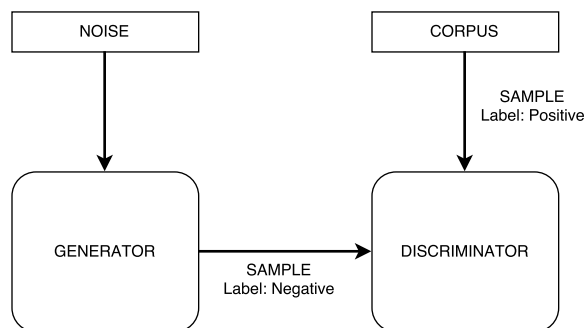 NOISE
CORPUS
SAMPLE
Label: Positive
GENERATOR
DISCRIMINATOR
SAMPLE
Label: Negative